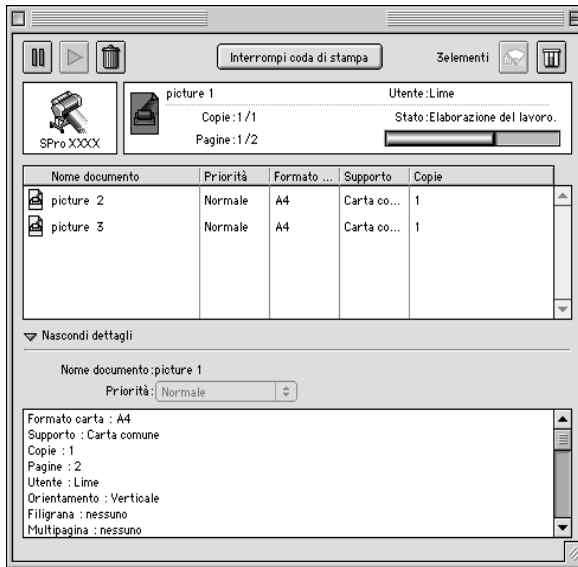 Interrompi coda di stampa
3elementi
SPro XXXX
picture 1
Utente :Lime
Copie :1 / 1
Stato :Elaborazione del lavoro.
Pagine :1 / 2
Nome documento Priorità Formato ... Supporto Copie
picture 2 Normale A4 Carta co... 1
picture 3 Normale A4 Carta co... 1
Nascondi dettagli
Nome documento :picture 1
Priorità : Normale
Formato carta : A4
Supporto : Carta comune
Copie : 1
Pagine : 2
Utente : Lime
Orientamento : Verticale
Filigrana : nessuno
Multipagina : nessuno